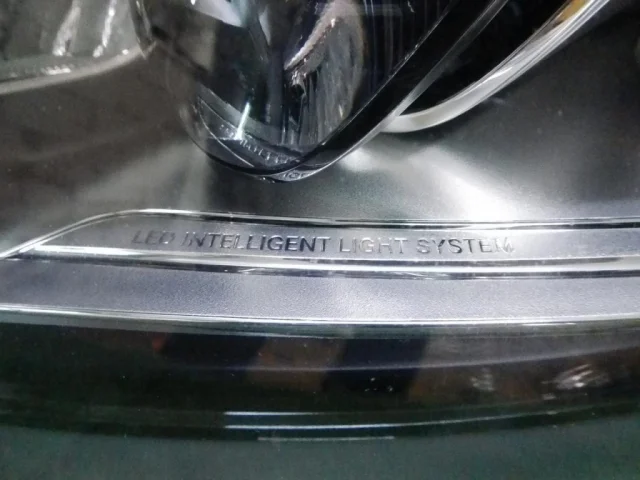 LED INTELLIGENT LIGHT SYSTEM